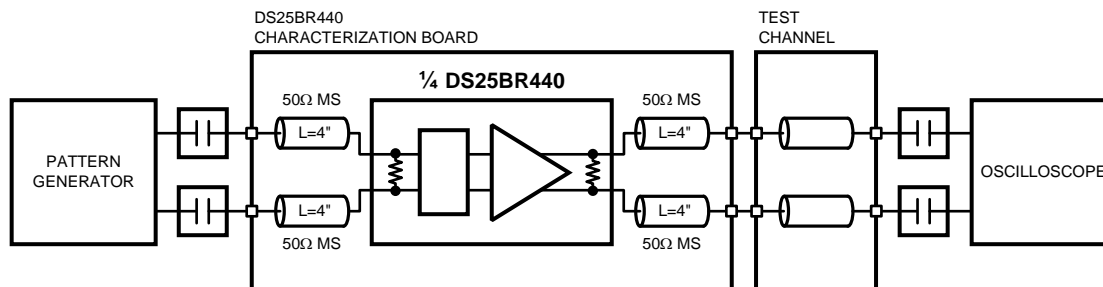 DS25BR440
CHARACTERIZATION BOARD
TEST
CHANNEL
¼ DS25BR440
50Ω MS
50Ω MS
L=4"
L=4"
PATTERN
GENERATOR
OSCILLOSCOPE
L=4"
L=4"
50Ω MS
50Ω MS